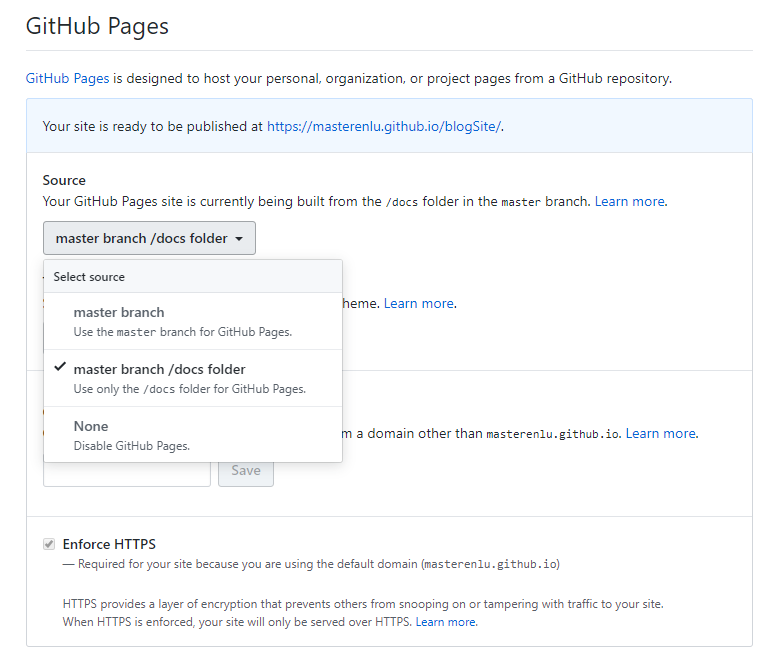 GitHub Pages
GitHub Pages is designed to host your personal, organization, or project pages from a GitHub repository.
Your site is ready to be published at https://masterenlu.github.io/blogSite/.
Source
Your GitHub Pages site is currently being built from the /docs folder in the master branch. Learn more.
master branch /docs folder
Select source
master branch
Use the master branch for GitHub Pages.
heme. Learn more.
master branch /docs folder
Use only the /docs folder for GitHub Pages.
None
Disable GitHub Pages.
m a domain other than masterenlu.github.io. Learn more.
Save
Enforce HTTPS
— Required for your site because you are using the default domain (masterenlu.github.io)
HTTPS provides a layer of encryption that prevents others from snooping on or tampering with traffic to your site.
When HTTPS is enforced, your site will only be served over HTTPS. Learn more.